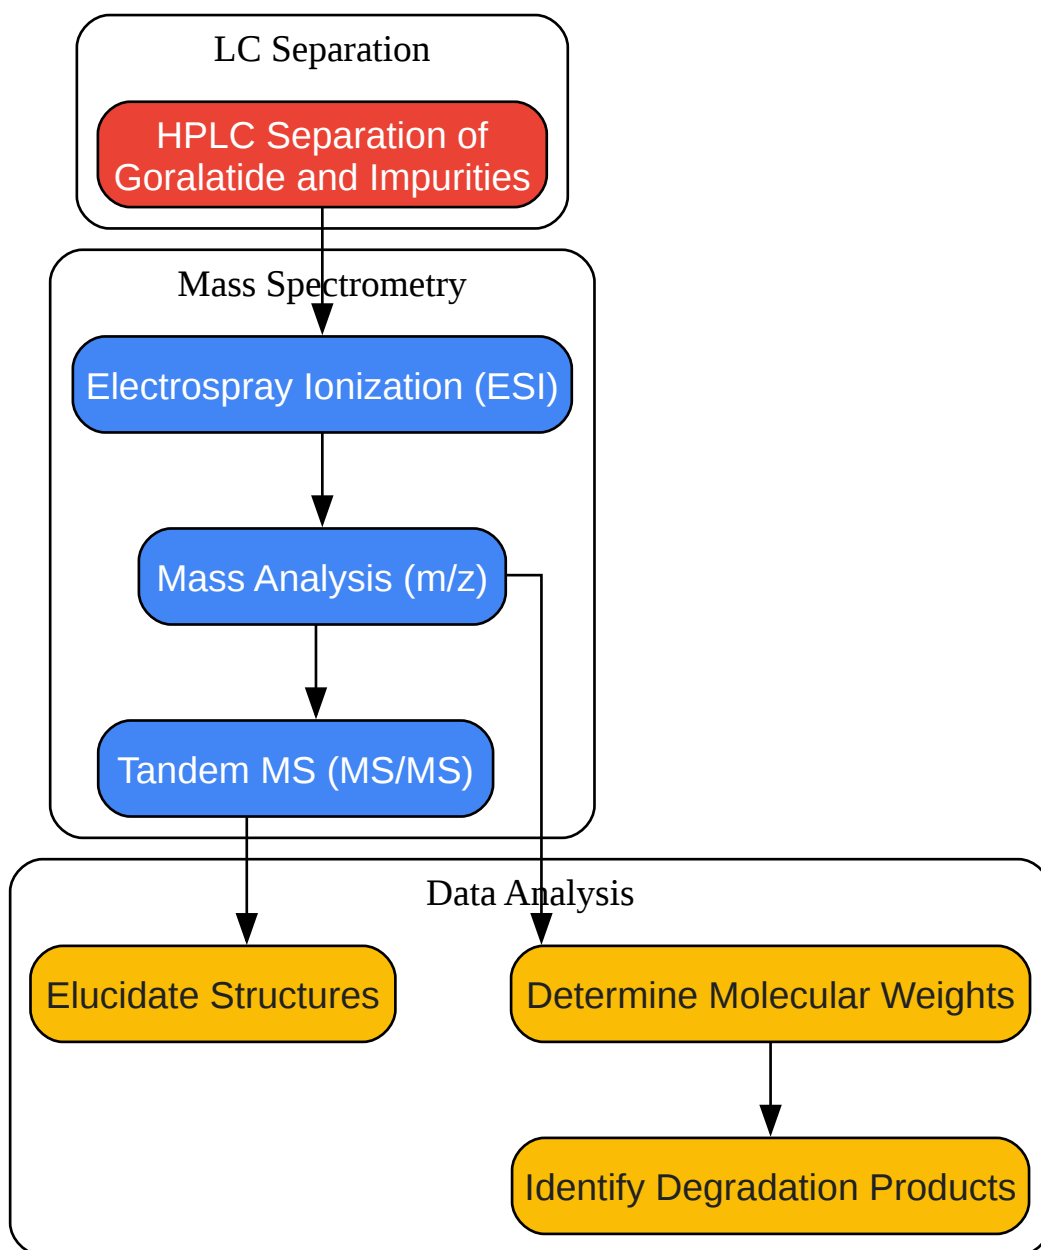 LC Separation
HPLC Separation of
Goralatide and Impurities
Mass Spectrometry
Electrospray Ionization (ESI)
Mass Analysis (m/z)
Tandem MS (MS/MS)
Data Analysis
Elucidate Structures
Determine Molecular Weights
Identify Degradation Products